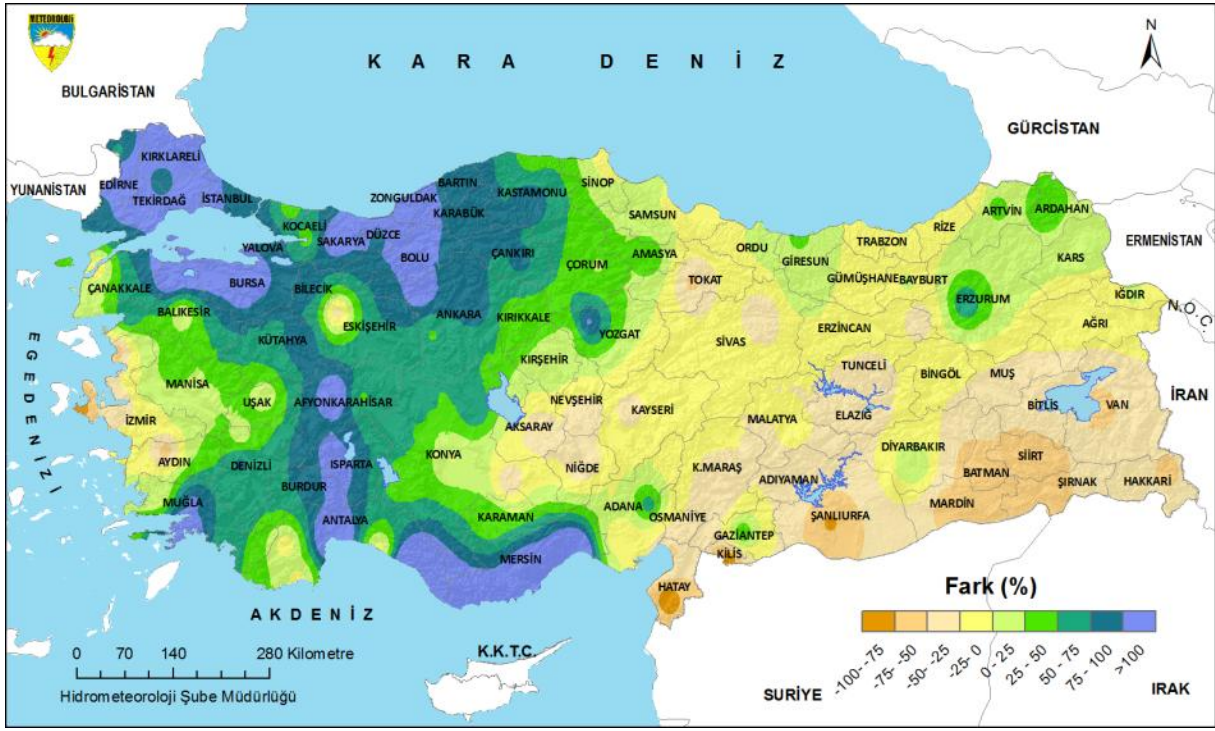 METEOROLOJİ
N
K A R A D E N İ Z
BULGARİSTAN
GÜRCİSTAN
YUNANİSTAN
ERMENİSTAN
N.Ö.C.
İRAN
E G E D E N İ Z İ
KIRKLARELİ
EDİRNE
TEKİRDAĞ
İSTANBUL
KOCAELİ
YALOVA
SAKARYA
DÜZCE
ZONGULDAK
BARTIN
KARABÜK
KASTAMONU
SİNOP
SAMSUN
BOLU
ÇANKIRI
ÇORUM
AMASYA
ORDU
GİRESUN
TRABZON
RİZE
ARTVİN
ARDAHAN
KARS
ÇANAKKALE
BURSA
BİLECİK
BALIKESİR
ESKİŞEHİR
ANKARA
KIRIKKALE
YOZGAT
TOKAT
GÜMÜŞHANE
BAYBURT
ERZURUM
IĞDIR
AĞRI
KÜTAHYA
KIRŞEHİR
SİVAS
ERZİNCAN
TUNCELİ
BİNGÖL
MUŞ
MANİSA
UŞAK
AFYONKARAHİSAR
NEVŞEHİR
KAYSERİ
MALATYA
ELAZIĞ
BİTLİS
VAN
İZMİR
AKSARAY
AYDIN
DENİZLİ
ISPARTA
KONYA
NİĞDE
K.MARAŞ
ADIYAMAN
DİYARBAKIR
BATMAN
SİİRT
ŞIRNAK
HAKKARİ
MUĞLA
BURDUR
ANTALYA
KARAMAN
MERSİN
ADANA
OSMANİYE
GAZİANTEP
KİLİS
ŞANLIURFA
MARDİN
HATAY
A K D E N İ Z
K.K.T.C.
SURİYE
IRAK
0 70 140 280 Kilometre
Hidrometeoroloji Şube Müdürlüğü
Fark (%)
-100--75
-75--50
-50--25
-25- 0
0 - 25
25 - 50
50 - 75
75 - 100
>100